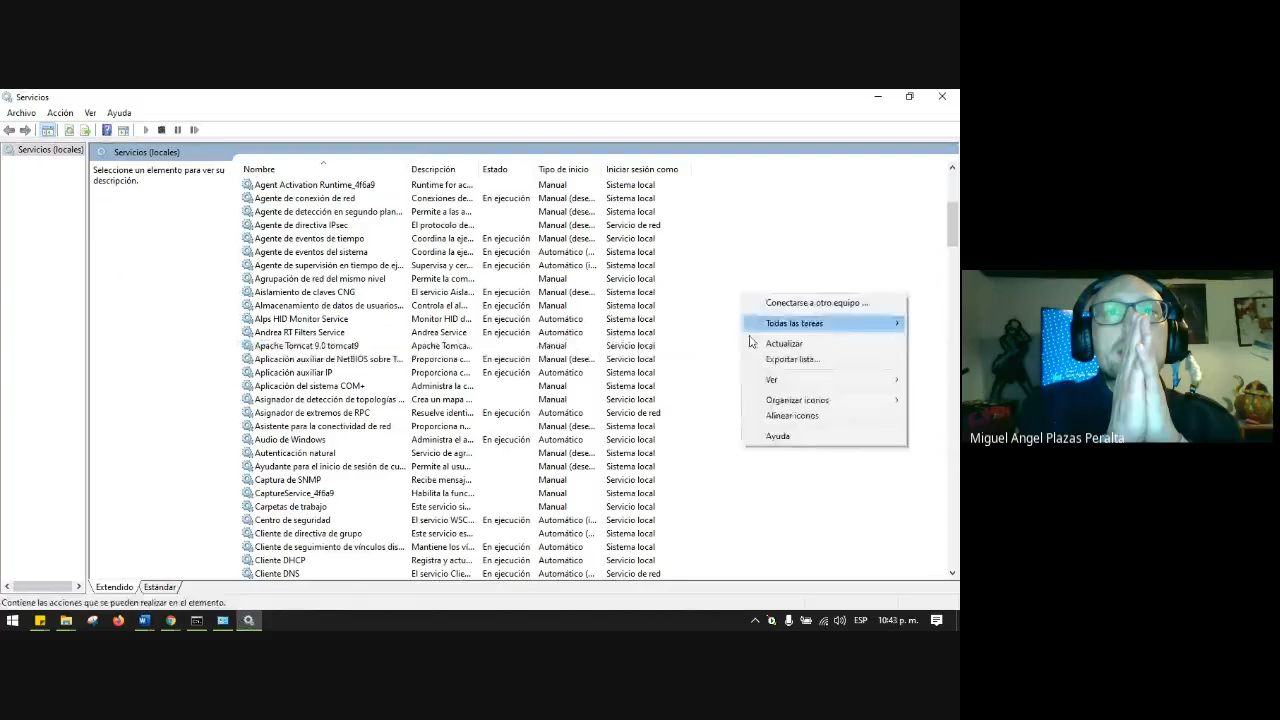 Servicios
Archivo Acción Ver Ayuda
Servicios (locales)
Servicios (locales)
Seleccione un elemento para ver su
descripción.
Nombre Descripción Estado Tipo de inicio Iniciar sesión como
Agent Activation Runtime_4f6a9 Runtime for ac... Manual Sistema local
Agente de conexión de red Conexiones de... En ejecución Manual (dese... Sistema local
Agente de detección en segundo plan... Permite a las a... Manual (dese... Sistema local
Agente de directiva IPsec El protocolo de... Manual (dese... Servicio de red
Agente de eventos de tiempo Coordina la eje... En ejecución Manual (dese... Servicio local
Agente de eventos del sistema Coordina la eje... En ejecución Automático (... Sistema local
Agente de supervisión en tiempo de ej... Supervisa y cer... En ejecución Automático (i... Sistema local
Agrupación de red del mismo nivel Permite la com... Manual Servicio local
Aislamiento de claves CNG El servicio Aisla... En ejecución Manual (dese... Sistema local
Almacenamiento de datos de usuarios... Controla el al... En ejecución Manual Sistema local
Alps HID Monitor Service Monitor HID d... En ejecución Automático Sistema local
Andrea RT Filters Service Andrea Service En ejecución Automático Sistema local
Apache Tomcat 9.0 tomcat9 Apache Tomca... Manual Servicio local
Aplicación auxiliar de NetBIOS sobre T... Proporciona c... En ejecución Manual (dese... Servicio local
Aplicación auxiliar IP Proporciona c... En ejecución Automático Sistema local
Aplicación del sistema COM+ Administra la c... Manual Sistema local
Asignador de detección de topologías ... Crea un mapa ... Manual Servicio local
Asignador de extremos de RPC Resuelve identi... En ejecución Automático Servicio de red
Asistente para la conectividad de red Proporciona n... Manual (dese... Sistema local
Audio de Windows Administra el a... En ejecución Automático Servicio local
Autenticación natural Servicio de agr... Manual (dese... Sistema local
Ayudante para el inicio de sesión de cu... Permite al usu... Manual (dese... Sistema local
Captura de SNMP Recibe mensaj... Manual Servicio local
CaptureService_4f6a9 Habilita la func... Manual Sistema local
Carpetas de trabajo Este servicio si... Manual Servicio local
Centro de seguridad El servicio WSC... En ejecución Automático (i... Servicio local
Cliente de directiva de grupo Este servicio es... Automático (... Sistema local
Cliente de seguimiento de vínculos dis... Mantiene los ví... En ejecución Automático Sistema local
Cliente DHCP Registra y actu... En ejecución Automático Servicio local
Cliente DNS El servicio Clie... En ejecución Automático (... Servicio de red
Conectarse a otro equipo ...
Todas las tareas
Actualizar
Exportar lista...
Ver
Organizar iconos
Alinear iconos
Ayuda
Extendido Estándar
Contiene las acciones que se pueden realizar en el elemento.
ESP 10:43 p. m.
Miguel Angel Plazas Peralta